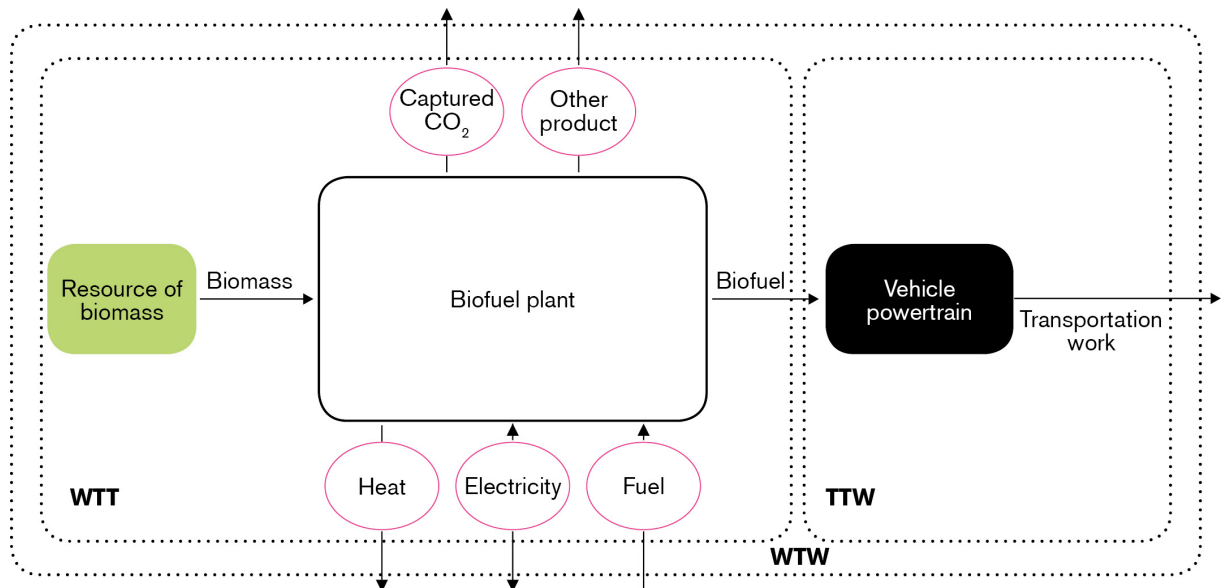 Captured
CO₂
Other
product
Resource of
biomass
Biomass
Biofuel plant
Biofuel
Vehicle
powertrain
Transportation
work
Heat
Electricity
Fuel
WTT
TTW
WTW